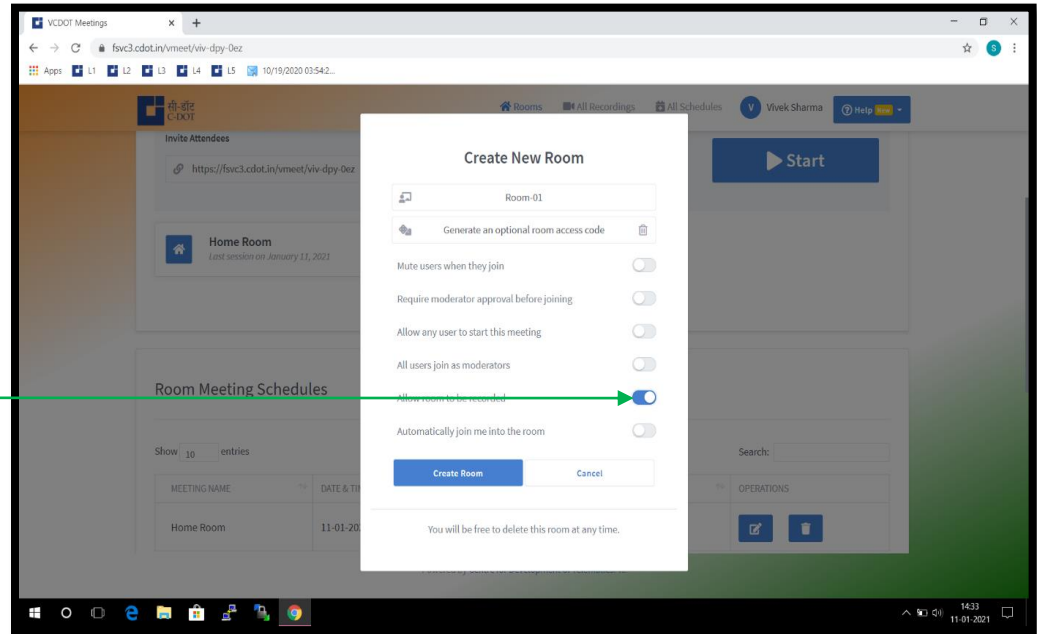 VCDOT Meetings
fsvc3.cdot.in/vmeet/viv-dpy-0ez
S
Apps L1 L2 L3 L4 L5 10/19/2020 03:54:2...
सी-डॉट
C-DOT
Rooms All Recordings All Schedules V Vivek Sharma Help New
Invite Attendees
https://fsvc3.cdot.in/vmeet/viv-dpy-0ez
Start
Home Room
Last session on January 11, 2021
Create New Room
Room-01
Generate an optional room access code
Mute users when they join
Require moderator approval before joining
Allow any user to start this meeting
All users join as moderators
Allow room to be recorded
Automatically join me into the room
Create Room Cancel
You will be free to delete this room at any time.
Room Meeting Schedules
Show 10 entries Search:
MEETING NAME DATE & TI OPERATIONS
Home Room 11-01-20
14:33
11-01-2021